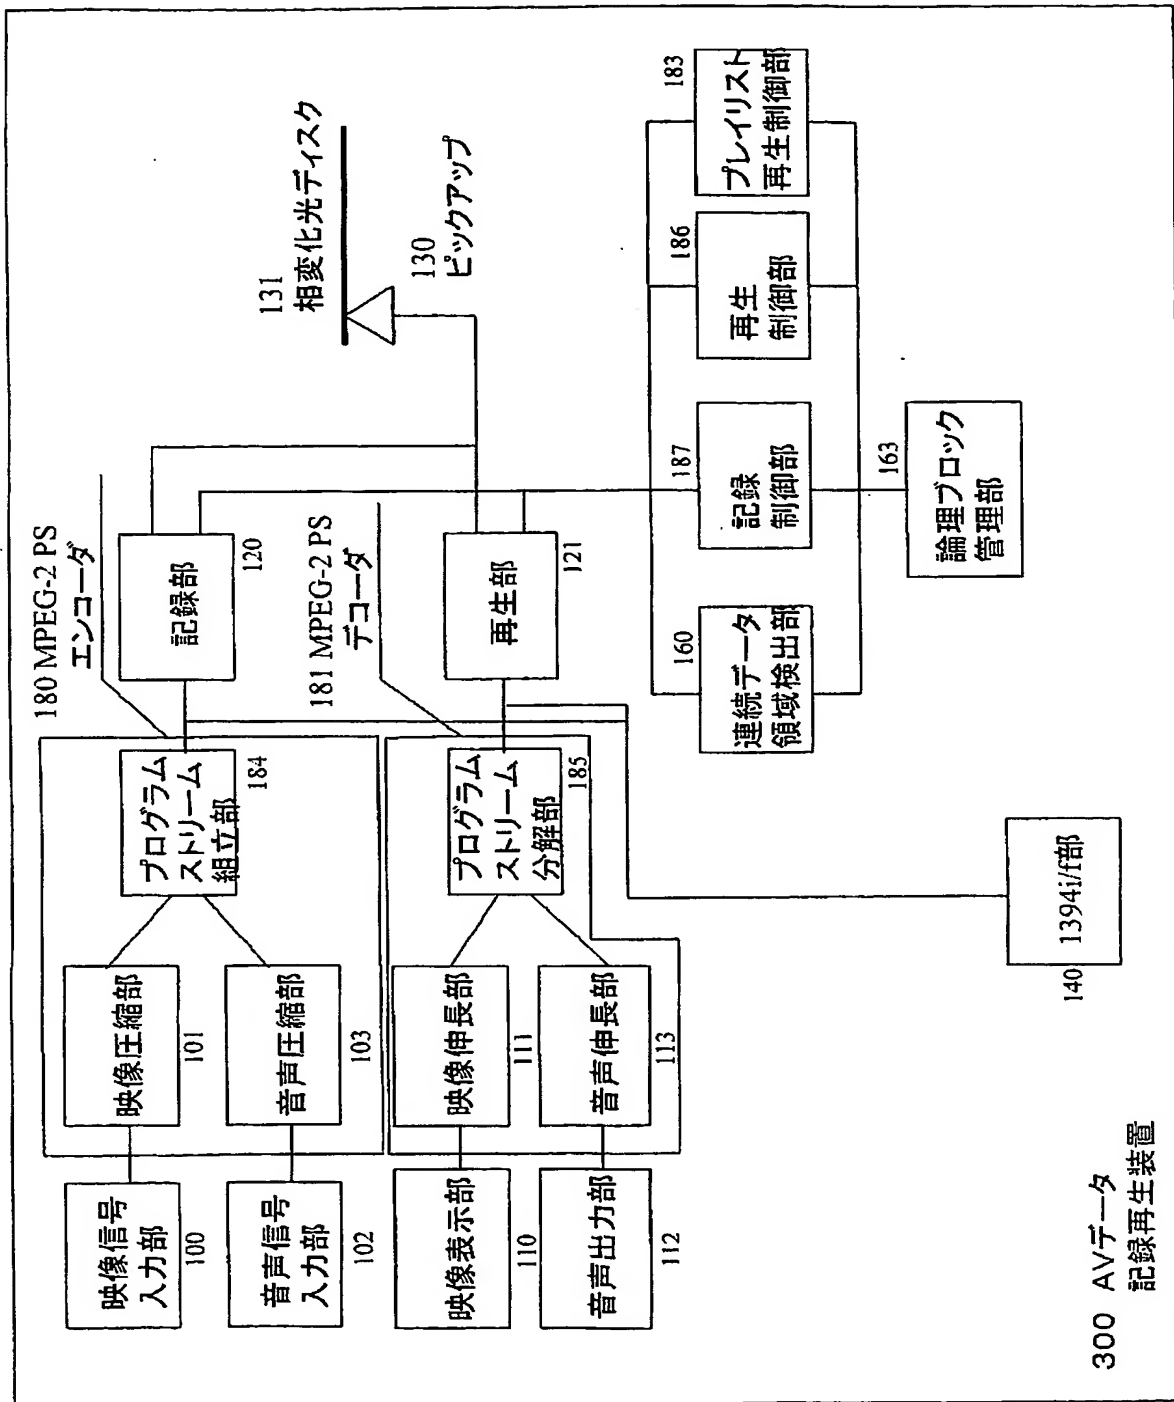 180 MPEG-2 PS
エンコーダ
映像信号
入力部
100
映像圧縮部
101
音声信号
入力部
102
音声圧縮部
103
プログラム
ストリーム
組立部
184
記録部
120
131
相変化光ディスク
130
ピックアップ
181 MPEG-2 PS
デコーダ
映像表示部
110
映像伸長部
111
音声出力部
112
音声伸長部
113
プログラム
ストリーム
分解部
185
再生部
121
160
連続データ
領域検出部
187
記録
制御部
186
再生
制御部
183
プレイリスト
再生制御部
163
論理ブロック
管理部
140
1394i/f部
300 AVデータ
記録再生装置